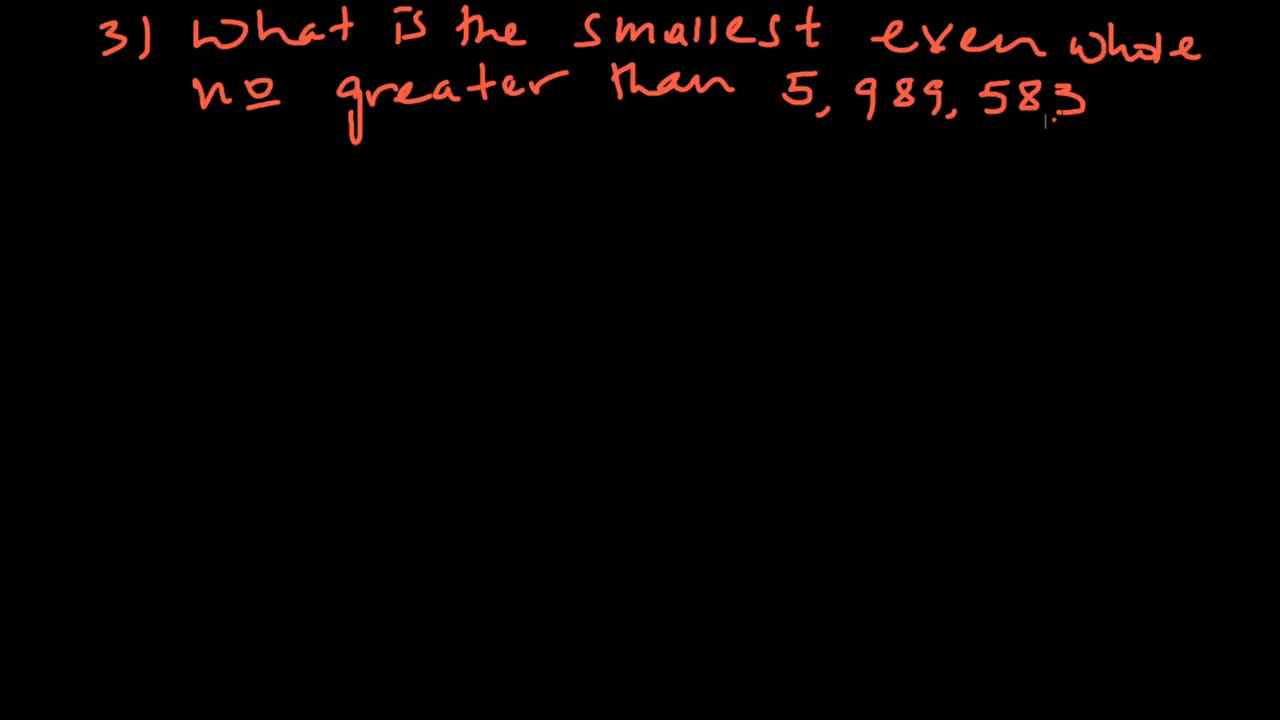 3) What is the smallest even whole
no greater than 5,989,583